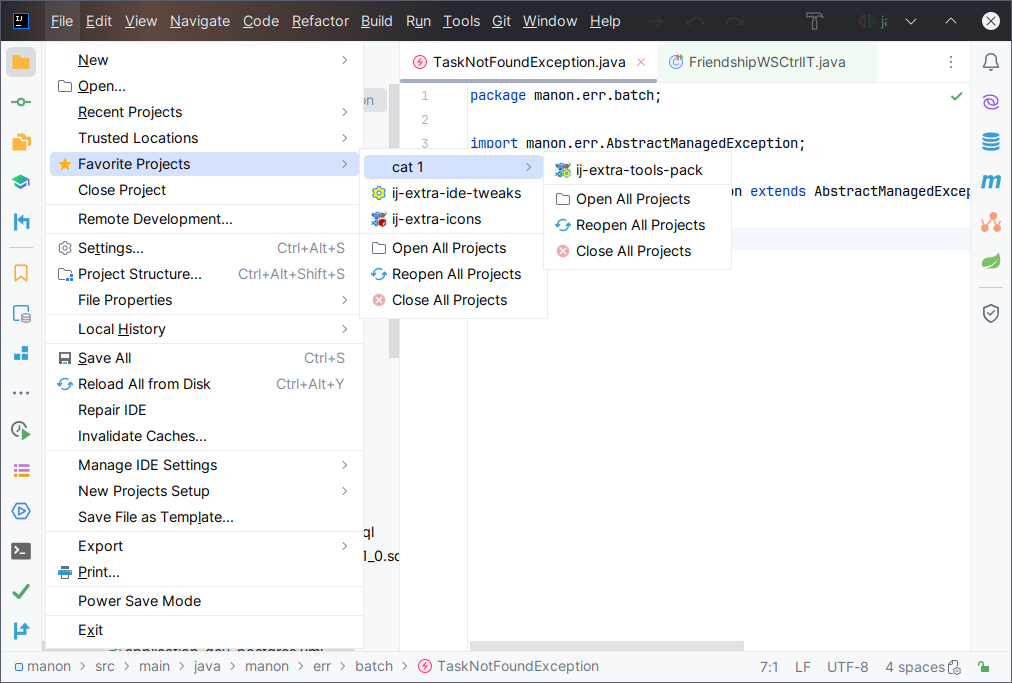 File Edit View Navigate Code Refactor Build Run Tools Git Window Help
TaskNotFoundException.java
FriendshipWSCtrlIT.java
New
Open...
Recent Projects
Trusted Locations
Favorite Projects
Close Project
Remote Development...
Settings... Ctrl+Alt+S
Project Structure... Ctrl+Alt+Shift+S
File Properties
Local History
Save All Ctrl+S
Reload All from Disk Ctrl+Alt+Y
Repair IDE
Invalidate Caches...
Manage IDE Settings
New Projects Setup
Save File as Template...
Export
Print...
Power Save Mode
Exit
cat 1
ij-extra-ide-tweaks
ij-extra-icons
Open All Projects
Reopen All Projects
Close All Projects
ij-extra-tools-pack
Open All Projects
Reopen All Projects
Close All Projects
1 package manon.err.batch;
2
3 import manon.err.AbstractManagedException;
on extends AbstractManagedExcep
manon > src > main > java > manon > err > batch > TaskNotFoundException
7:1 LF UTF-8 4 spaces